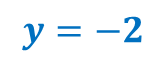 y = −2